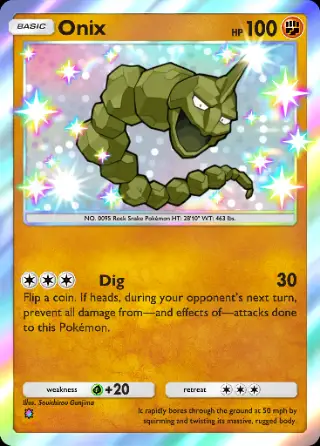 BASIC Onix HP 100
NO. 0095 Rock Snake Pokémon HT: 28'10" WT: 463 lbs.
Dig 30
Flip a coin. If heads, during your opponent's next turn,
prevent all damage from—and effects of—attacks done
to this Pokémon.
weakness +20 retreat
Illus. Souichirou Gunjima
It rapidly bores through the ground at 50 mph by
squirming and twisting its massive, rugged body.